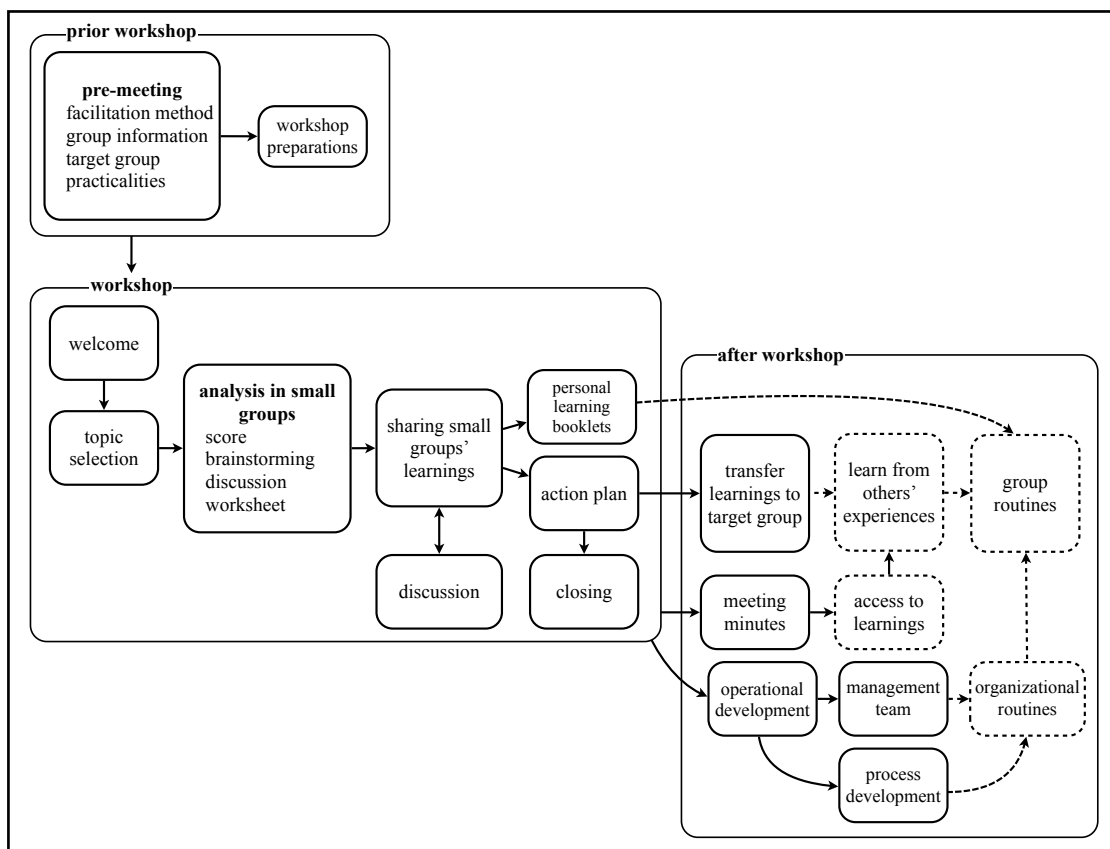 prior workshop
pre-meeting
facilitation method
group information
target group
practicalities
workshop
preparations
workshop
welcome
topic
selection
analysis in small
groups
score
brainstorming
discussion
worksheet
sharing small
groups'
learnings
discussion
personal
learning
booklets
action plan
closing
after workshop
transfer
learnings to
target group
learn from
others'
experiences
group
routines
meeting
minutes
access to
learnings
operational
development
management
team
organizational
routines
process
development